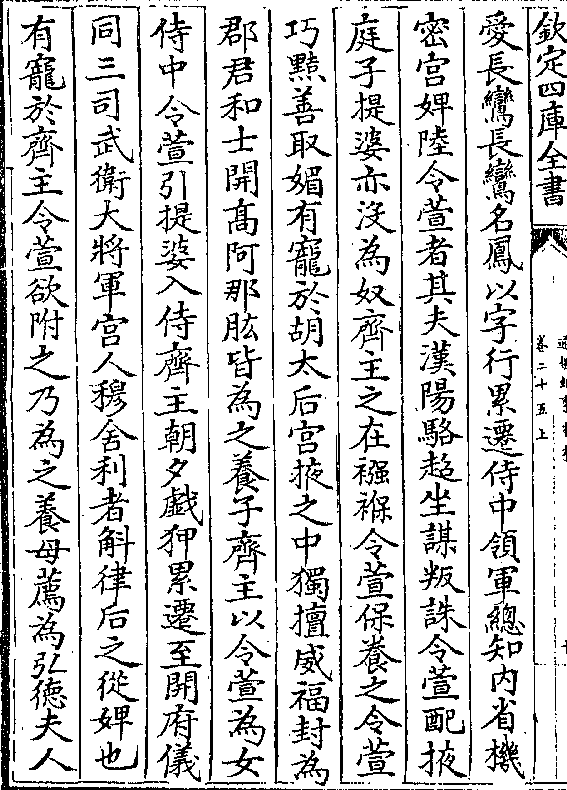 欽定四庫全書
卷二十五上
愛長鸞長鸞名鳳以字行累遷侍中領軍總知內省機
密宮婢陸令萱者其夫漢陽駱超坐謀叛誅令萱配掖
庭子提婆亦沒為奴齊主之在襁褓令萱保養之令萱
巧黠善取媚有寵於胡太后宮掖之中獨擅威福封為
郡君和士開高阿那肱皆為之養子齊主以令萱為女
侍中令萱引提婆入侍齊主朝夕戲狎累遷至開府儀
同三司武衛大將軍宮人穆舍利者斛律后之從婢也
有寵於齊主令萱欲附之乃為之養母薦為弘徳夫人